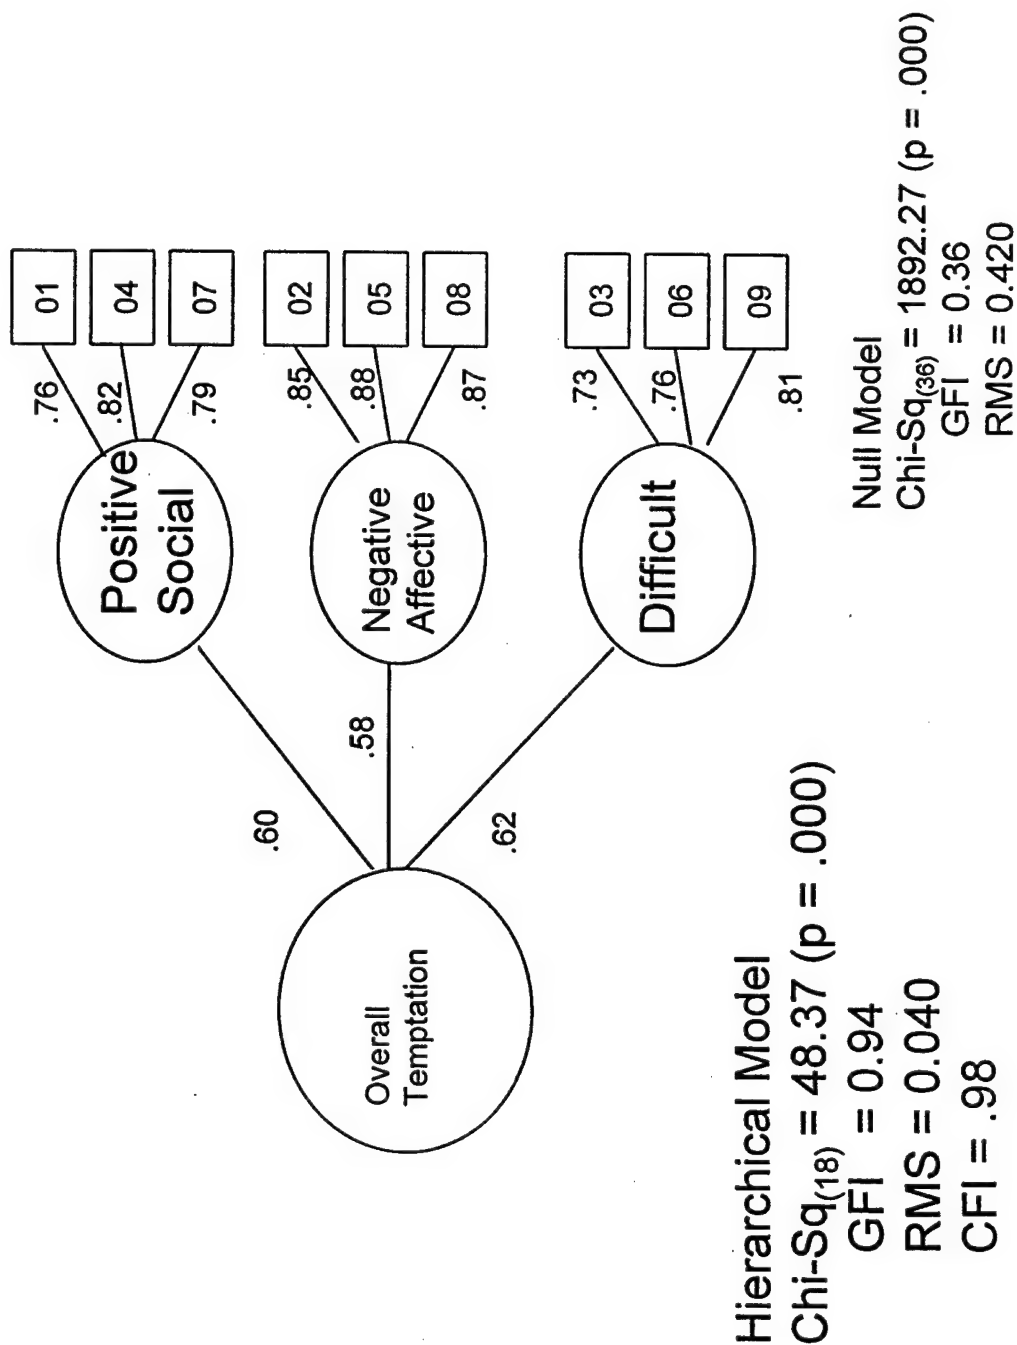 Overall
Temptation
.60
.58
.62
Positive
Social
Negative
Affective
Difficult
.76
.82
.79
.85
.88
.87
.73
.76
.81
01
04
07
02
05
08
03
06
09
Hierarchical Model
Chi-Sq(18) = 48.37 (p = .000)
GFI = 0.94
RMS = 0.040
CFI = .98
Null Model
Chi-Sq(36) = 1892.27 (p = .000)
GFI = 0.36
RMS = 0.420